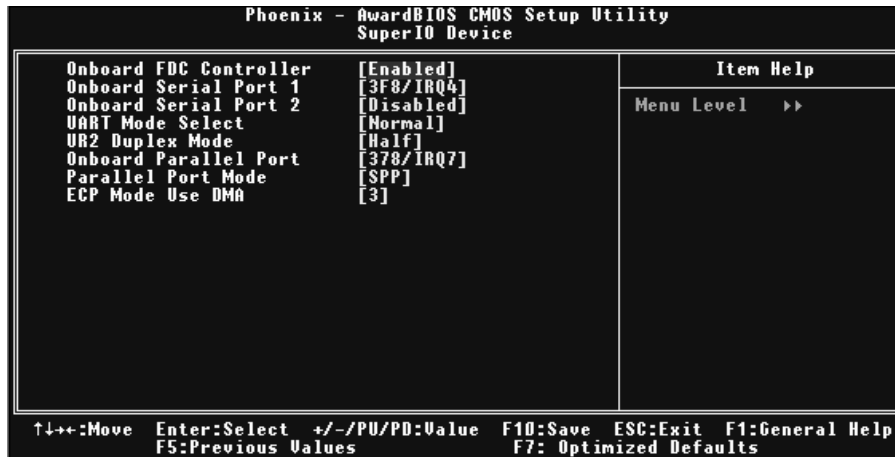 Phoenix - AwardBIOS CMOS Setup Utility
SuperIO Device
Onboard FDC Controller [Enabled]
Onboard Serial Port 1 [3F8/IRQ4]
Onboard Serial Port 2 [Disabled]
UART Mode Select [Normal]
UR2 Duplex Mode [Half]
Onboard Parallel Port [378/IRQ7]
Parallel Port Mode [SPP]
ECP Mode Use DMA [3]
Item Help
Menu Level ▸▸
↑↓→←:Move Enter:Select +/-/PU/PD:Value F10:Save ESC:Exit F1:General Help
F5:Previous Values F7: Optimized Defaults